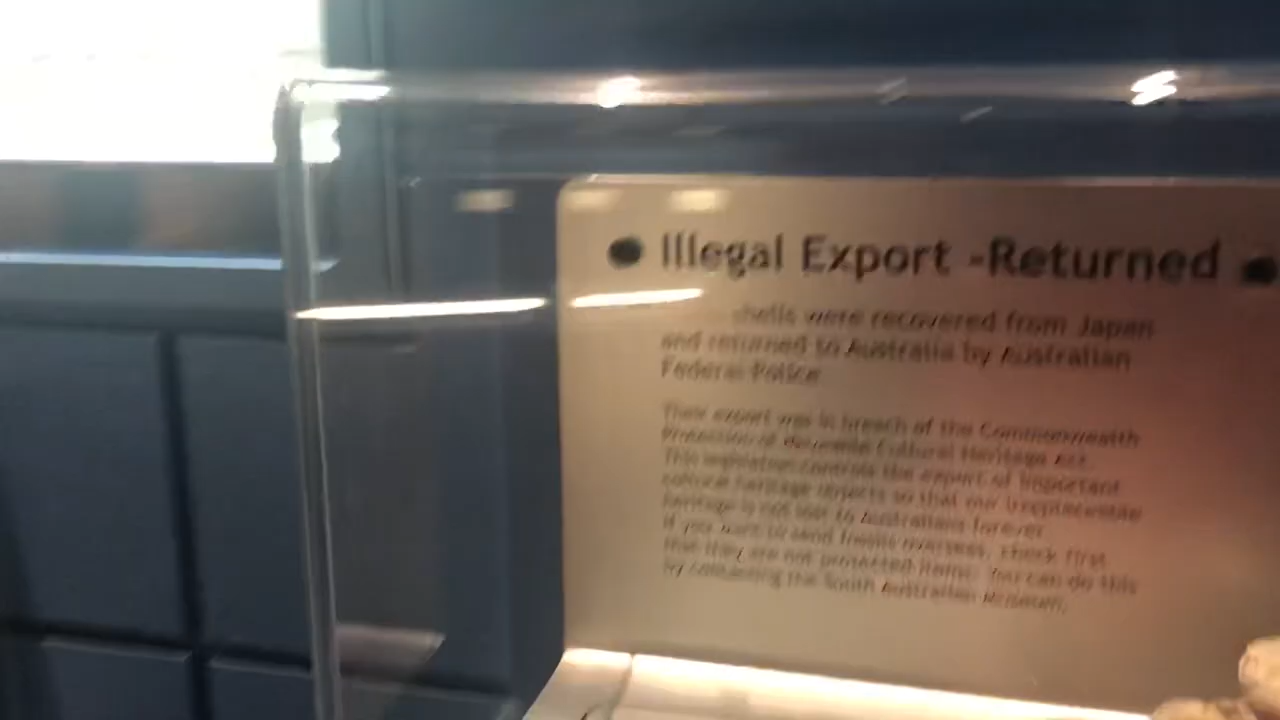 Illegal Export -Returned
shells were recovered from Japan
and returned to Australia by Australian
Federal Police
Their export was in breach of the Commonwealth
Protection of Moveable Cultural Heritage Act.
This legislation controls the export of important
cultural heritage objects so that our irreplaceable
heritage is not lost to Australians forever.
If you want to send fossils overseas, check first
that they are not protected items. You can do this
by contacting the South Australian Museum.